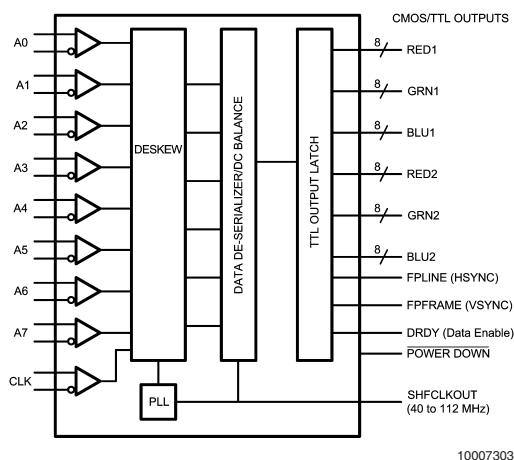 CMOS/TTL OUTPUTS
A0
A1
A2
A3
A4
A5
A6
A7
CLK
DESKEW
PLL
DATA DE-SERIALIZER/DC BALANCE
TTL OUTPUT LATCH
8 RED1
8 GRN1
8 BLU1
8 RED2
8 GRN2
8 BLU2
FPLINE (HSYNC)
FPFRAME (VSYNC)
DRDY (Data Enable)
POWER DOWN
SHFCLKOUT
(40 to 112 MHz)
10007303